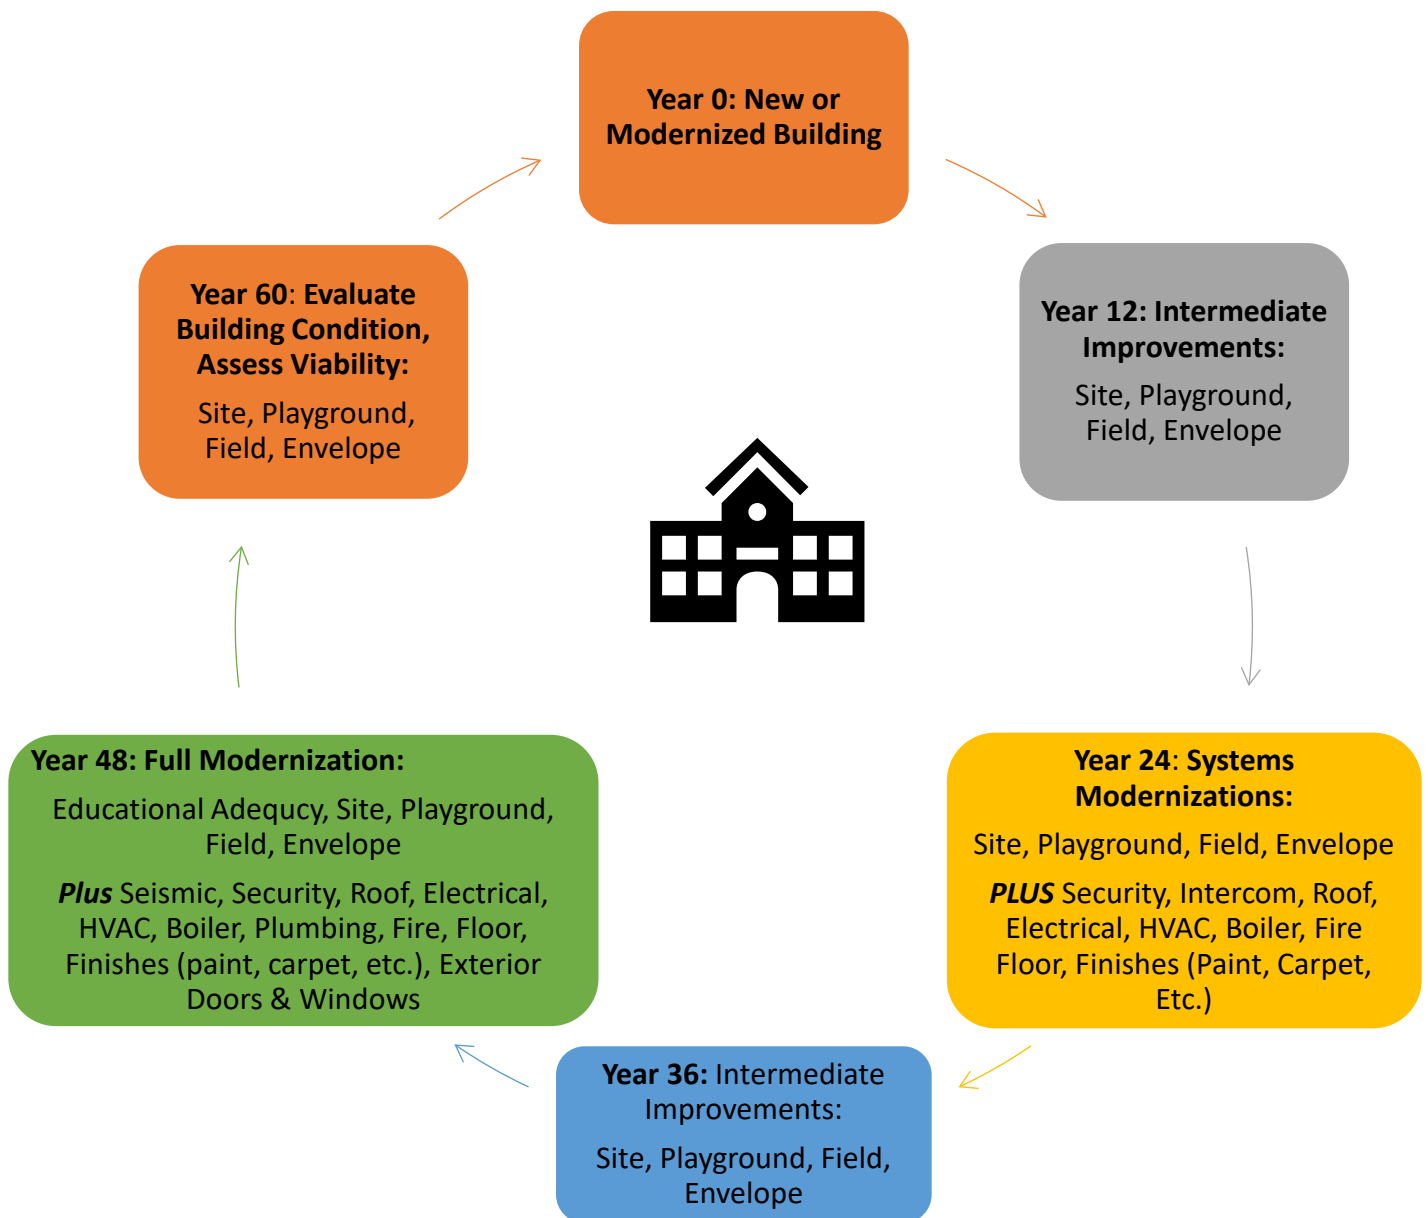 Year 0: New or
Modernized Building
Year 12: Intermediate
Improvements:
Site, Playground,
Field, Envelope
Year 24: Systems
Modernizations:
Site, Playground, Field, Envelope
PLUS Security, Intercom, Roof,
Electrical, HVAC, Boiler, Fire
Floor, Finishes (Paint, Carpet,
Etc.)
Year 36: Intermediate
Improvements:
Site, Playground, Field,
Envelope
Year 48: Full Modernization:
Educational Adequcy, Site, Playground,
Field, Envelope
Plus Seismic, Security, Roof, Electrical,
HVAC, Boiler, Plumbing, Fire, Floor,
Finishes (paint, carpet, etc.), Exterior
Doors & Windows
Year 60: Evaluate
Building Condition,
Assess Viability:
Site, Playground,
Field, Envelope